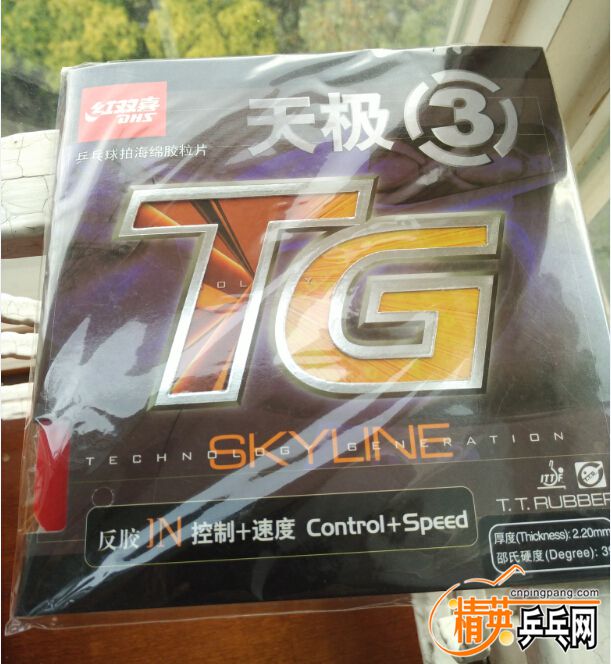 红双喜
DHS
天极 3
乒乓球拍海绵胶粒片
TG
SKYLINE
TECHNOLOGY GENERATION
ITTF
T.T. RUBBER
反胶 IN 控制+速度 Control+Speed
厚度(Thickness): 2.20mm
邵氏硬度(Degree): 39
cnpingpang.com
精英乒乓网